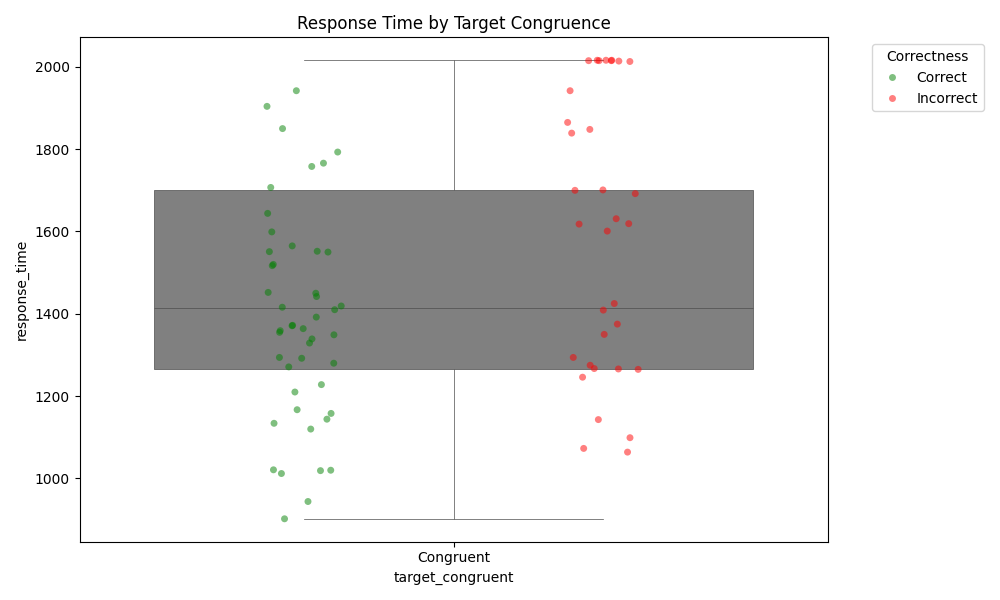 Response Time by Target Congruence
Correctness
Correct
Incorrect
response_time
2000
1800
1600
1400
1200
1000
Congruent
target_congruent